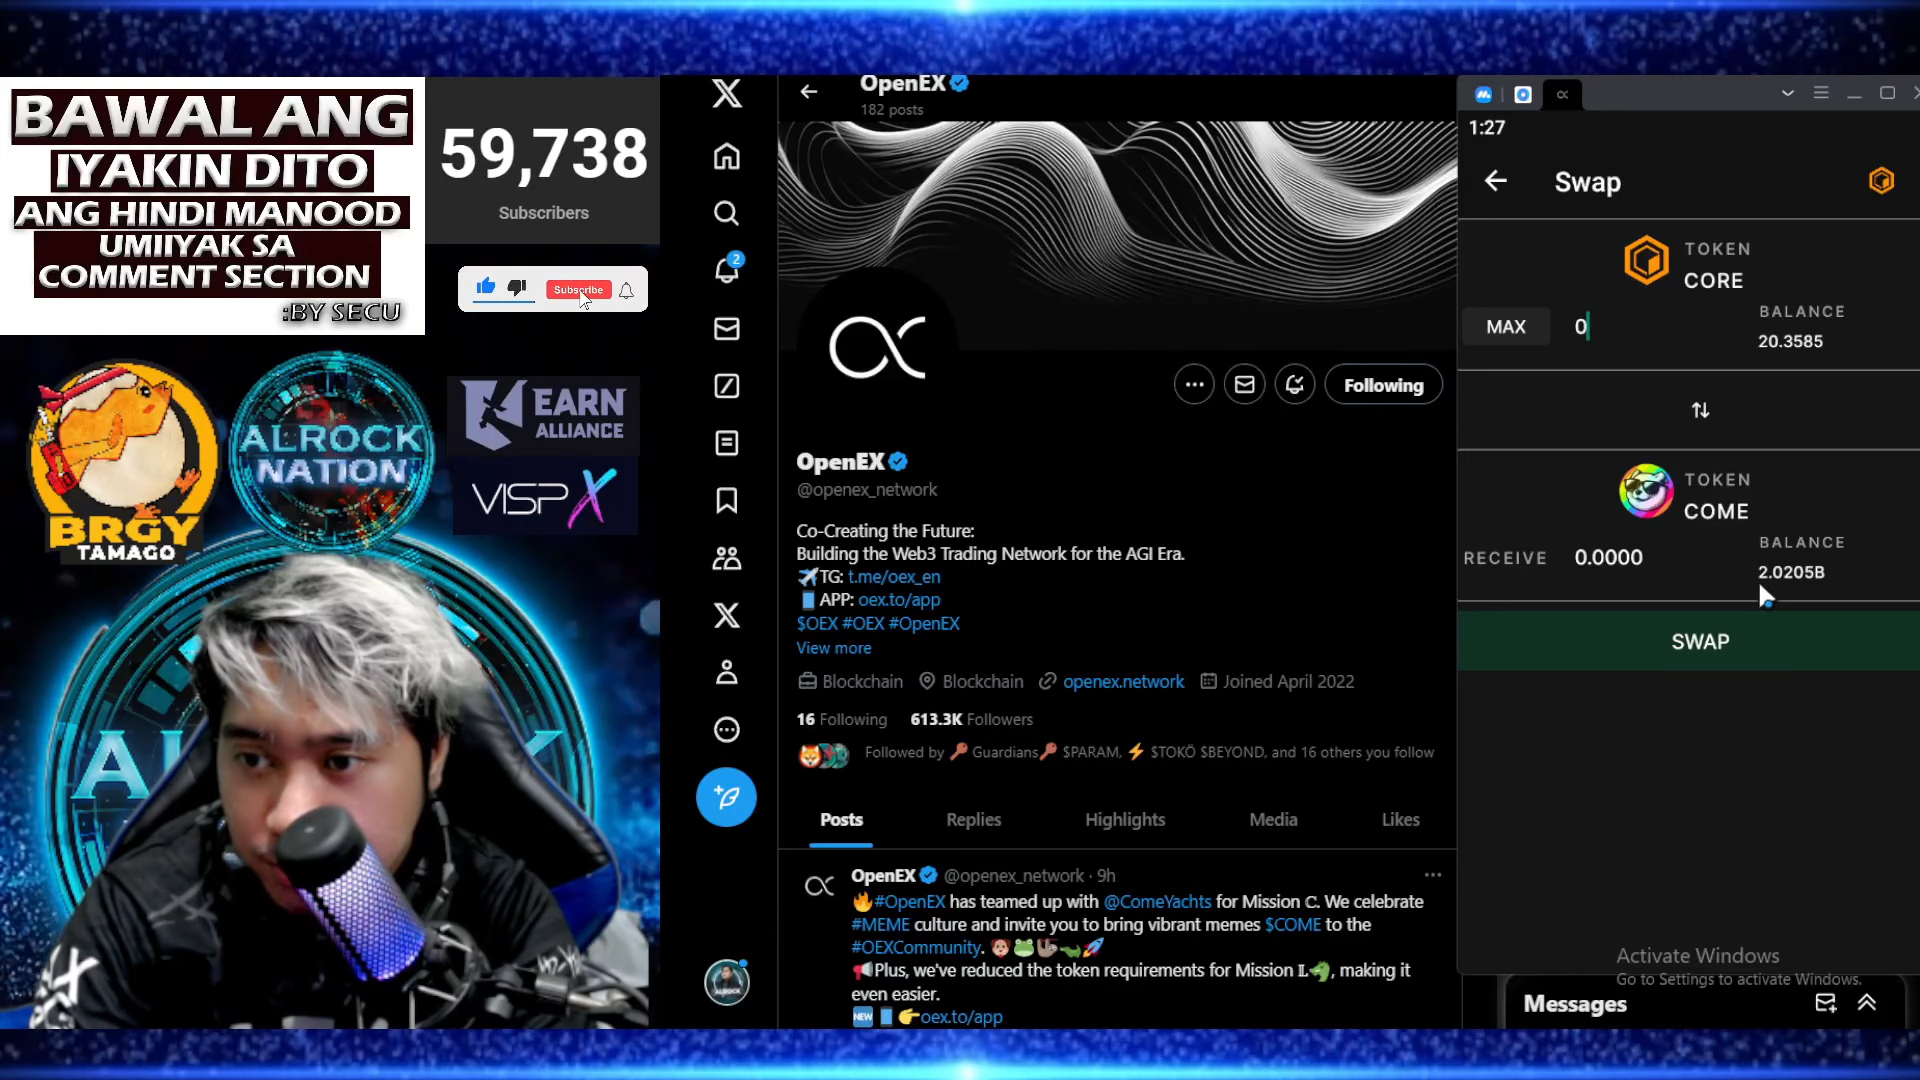 BAWAL ANG
IYAKIN DITO
ANG HINDI MANOOD
UMIIYAK SA
COMMENT SECTION
:BY SECU
59,738
Subscribers
Subscribe
BRGY
TAMAGO
ALROCK
NATION
EARN
ALLIANCE
VISPX
OpenEX
182 posts
2
Following
OpenEX
@openex_network
Co-Creating the Future:
Building the Web3 Trading Network for the AGI Era.
✈️TG: t.me/oex_en
📱APP: oex.to/app
$OEX #OEX #OpenEX
View more
Blockchain Blockchain openex.network Joined April 2022
16 Following 613.3K Followers
Followed by 🔑 Guardians🔑 $PARAM, ⚡ $TOKÖ $BEYOND, and 16 others you follow
Posts Replies Highlights Media Likes
OpenEX @openex_network · 9h
🔥#OpenEX has teamed up with @ComeYachts for Mission ℂ. We celebrate
#MEME culture and invite you to bring vibrant memes $COME to the
#OEXCommunity. 🐶🐸🦥🐊🚀
📢Plus, we've reduced the token requirements for Mission 𝕀𝕃🐉, making it
even easier.
🆕📱👉oex.to/app
1:27
Swap
TOKEN
CORE
MAX 0
BALANCE
20.3585
TOKEN
COME
RECEIVE 0.0000
BALANCE
2.0205B
SWAP
Activate Windows
Go to Settings to activate Windows.
Messages